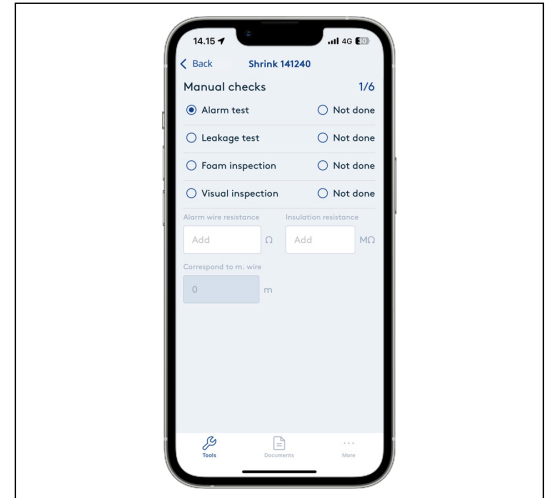 14.15 4G
Back Shrink 141240
Manual checks 1/6
Alarm test Not done
Leakage test Not done
Foam inspection Not done
Visual inspection Not done
Alarm wire resistance Insulation resistance
Add Ω Add MΩ
Correspond to m. wire
0 m
Tools Documents More